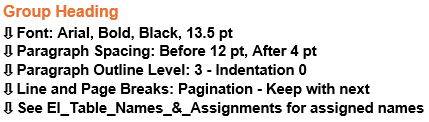 Group Heading
⇩ Font: Arial, Bold, Black, 13.5 pt
⇩ Paragraph Spacing: Before 12 pt, After 4 pt
⇩ Paragraph Outline Level: 3 - Indentation 0
⇩ Line and Page Breaks: Pagination - Keep with next
⇩ See El_Table_Names_&_Assignments for assigned names